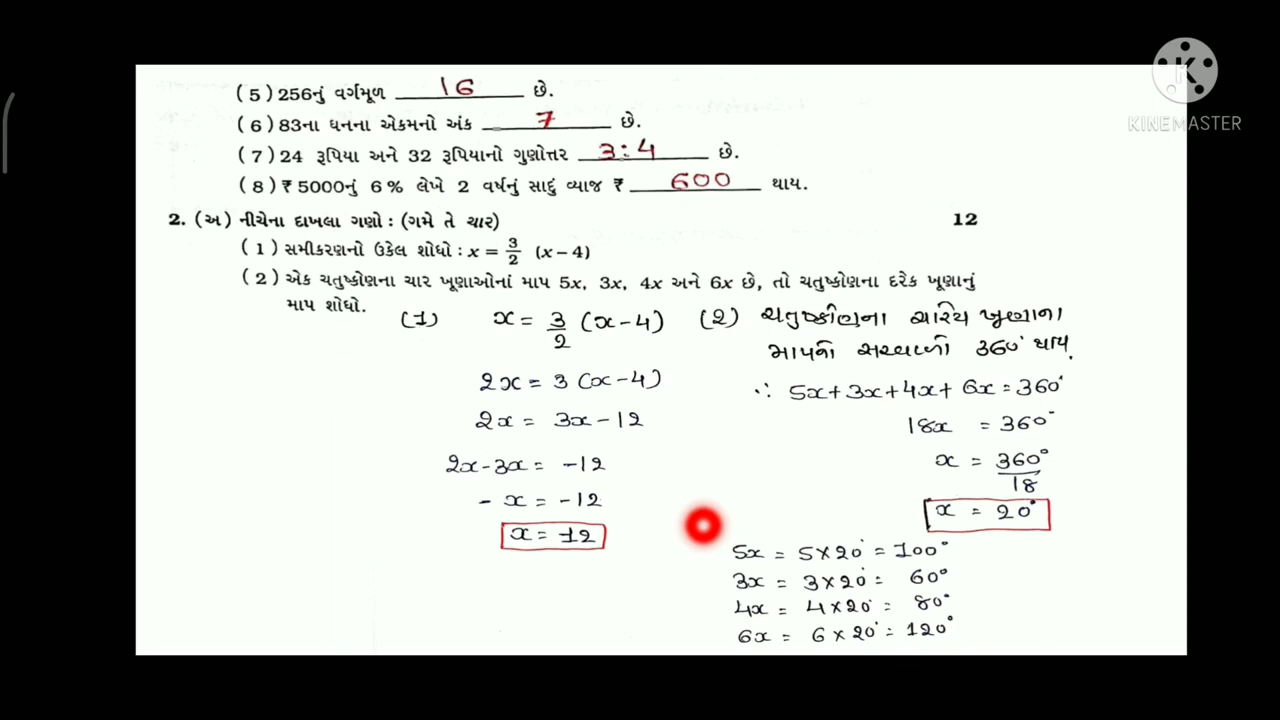 (5) 256નું વર્ગમૂળ 16 છે.
(6) 83ના ઘનના એકમનો અંક 7 છે.
(7) 24 રૂપિયા અને 32 રૂપિયાનો ગુણોત્તર 3:4 છે.
(8) ₹ 5000નું 6% લેખે 2 વર્ષનું સાદું વ્યાજ ₹ 600 થાય.
2. (અ) નીચેના દાખલા ગણો : (ગમે તે ચાર) 12
(1) સમીકરણનો ઉકેલ શોધો : x = 3/2 (x – 4)
(2) એક ચતુષ્કોણના ચાર ખૂણાઓનાં માપ 5x, 3x, 4x અને 6x છે, તો ચતુષ્કોણના દરેક ખૂણાનું
માપ શોધો.
(1) x = 3/2 (x-4)
2x = 3 (x-4)
2x = 3x-12
2x-3x = -12
- x = -12
x = 12
(2) ચતુષ્કોણના ચારેય ખૂણાના
માપનો સરવાળો 360° થાય.
∴ 5x+3x+4x+ 6x = 360°
18x = 360°
x = 360°/18
x = 20°
5x = 5×20° = 100°
3x = 3×20° = 60°
4x = 4×20° = 80°
6x = 6×20° = 120°
K
KINEMASTER